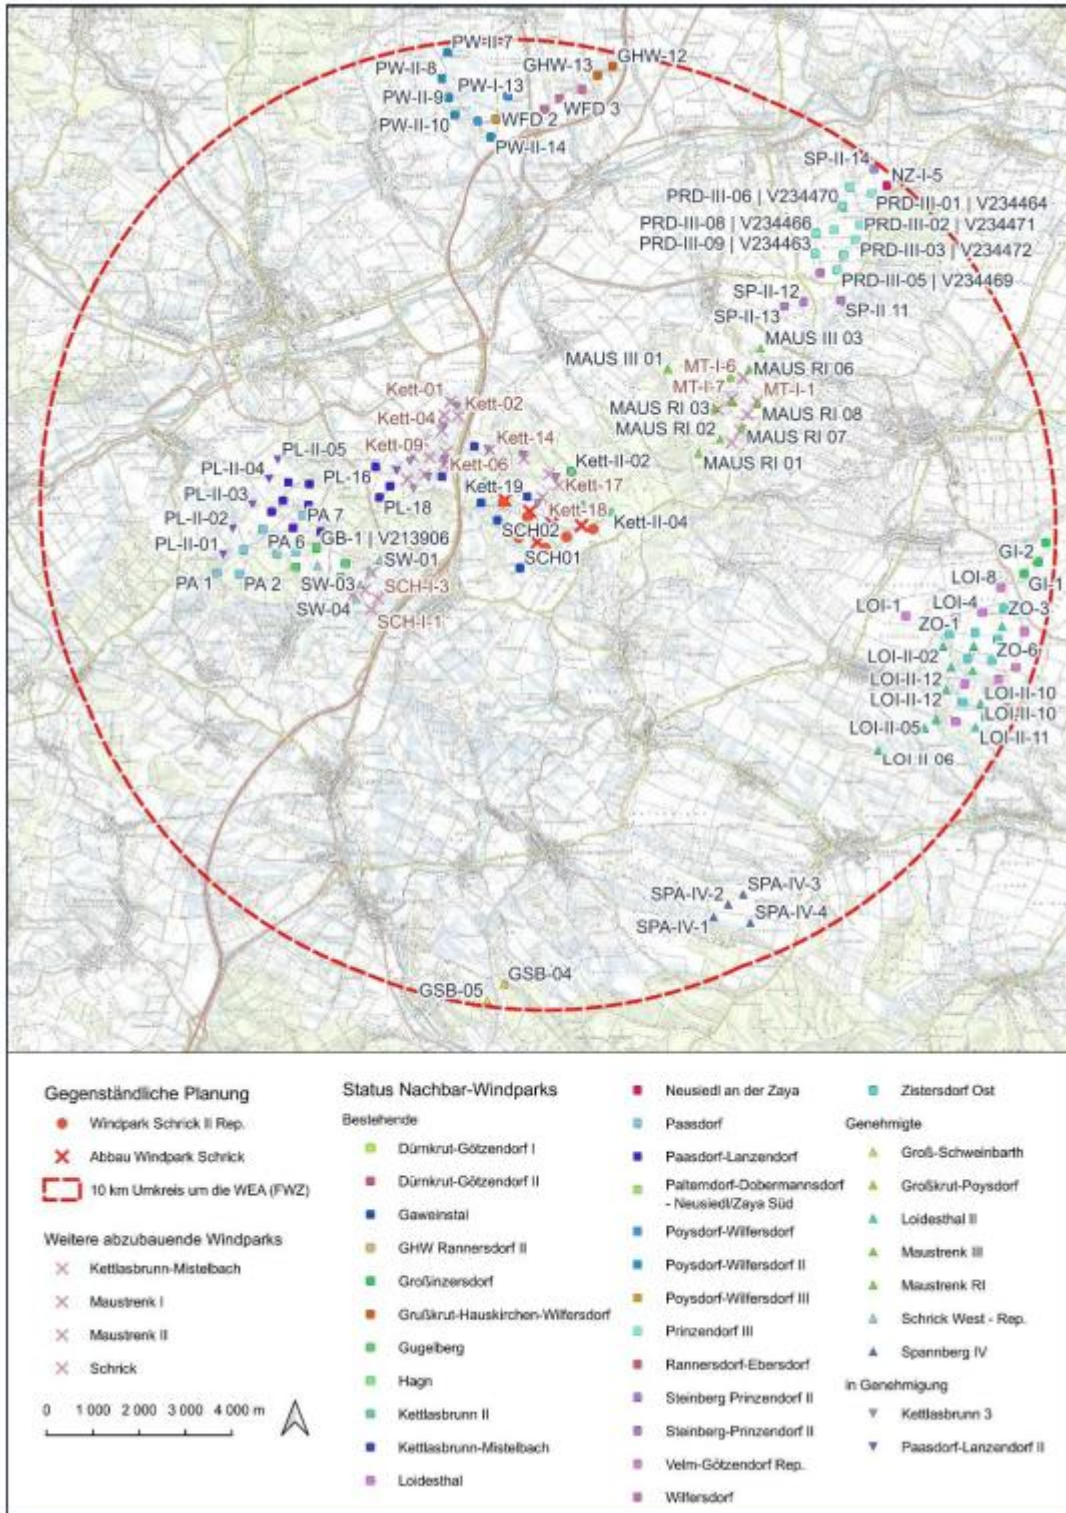 PW-II-7
GHW-12
GHW-13
PW-II-8
PW-I-13
PW-II-9
WFD 3
PW-II-10
WFD 2
PW-II-14
SP-II-14
NZ-I-5
PRD-III-06 | V234470
PRD-III-01 | V234464
PRD-III-08 | V234466
PRD-III-02 | V234471
PRD-III-09 | V234463
PRD-III-03 | V234472
PRD-III-05 | V234469
SP-II-12
SP-II-13
SP-II 11
MAUS III 03
MAUS III 01
MT-I-6
MAUS RI 06
MT-I-7
MT-I-1
MAUS RI 03
MAUS RI 08
MAUS RI 02
MAUS RI 07
MAUS RI 01
Kett-01
Kett-02
Kett-04
Kett-14
Kett-09
Kett-06
Kett-II-02
PL-II-05
PL-II-04
PL-16
Kett-19
Kett-17
PL-II-03
PL-18
Kett-18
Kett-II-04
PL-II-02
PA 7
SCH02
PA 6
GB-1 | V213906
PL-II-01
SW-01
SCH01
PA 1
PA 2
SW-03
SCH-I-3
SW-04
SCH-I-1
GI-2
GI-1
LOI-8
LOI-1
LOI-4
ZO-3
ZO-1
ZO-6
LOI-II-02
LOI-II-12
LOI-II-12
LOI-II-10
LOI-II-10
LOI-II-05
LOI-II-11
LOI II 06
SPA-IV-3
SPA-IV-2
SPA-IV-4
SPA-IV-1
GSB-04
GSB-05
Gegenständliche Planung
Windpark Schrick II Rep.
Abbau Windpark Schrick
10 km Umkreis um die WEA (FWZ)
Weitere abzubauende Windparks
Kettlasbrunn-Mistelbach
Maustrenk I
Maustrenk II
Schrick
0 1 000 2 000 3 000 4 000 m
Status Nachbar-Windparks
Bestehende
Dürnkrut-Götzendorf I
Dürnkrut-Götzendorf II
Gaweinstal
GHW Rannersdorf II
Großinzersdorf
Grußkrut-Hauskirchen-Wilfersdorf
Gugelberg
Hagn
Kettlasbrunn II
Kettlasbrunn-Mistelbach
Loidesthal
Neusiedl an der Zaya
Paasdorf
Paasdorf-Lanzendorf
Palterndorf-Dobermannsdorf
- Neusiedl/Zaya Süd
Poysdorf-Wilfersdorf
Poysdorf-Wilfersdorf II
Poysdorf-Wilfersdorf III
Prinzendorf III
Rannersdorf-Ebersdorf
Steinberg Prinzendorf II
Steinberg-Prinzendorf II
Velm-Götzendorf Rep.
Wilfersdorf
Zistersdorf Ost
Genehmigte
Groß-Schweinbarth
Großkrut-Poysdorf
Loidesthal II
Maustrenk III
Maustrenk RI
Schrick West - Rep.
Spannberg IV
in Genehmigung
Kettlasbrunn 3
Paasdorf-Lanzendorf II